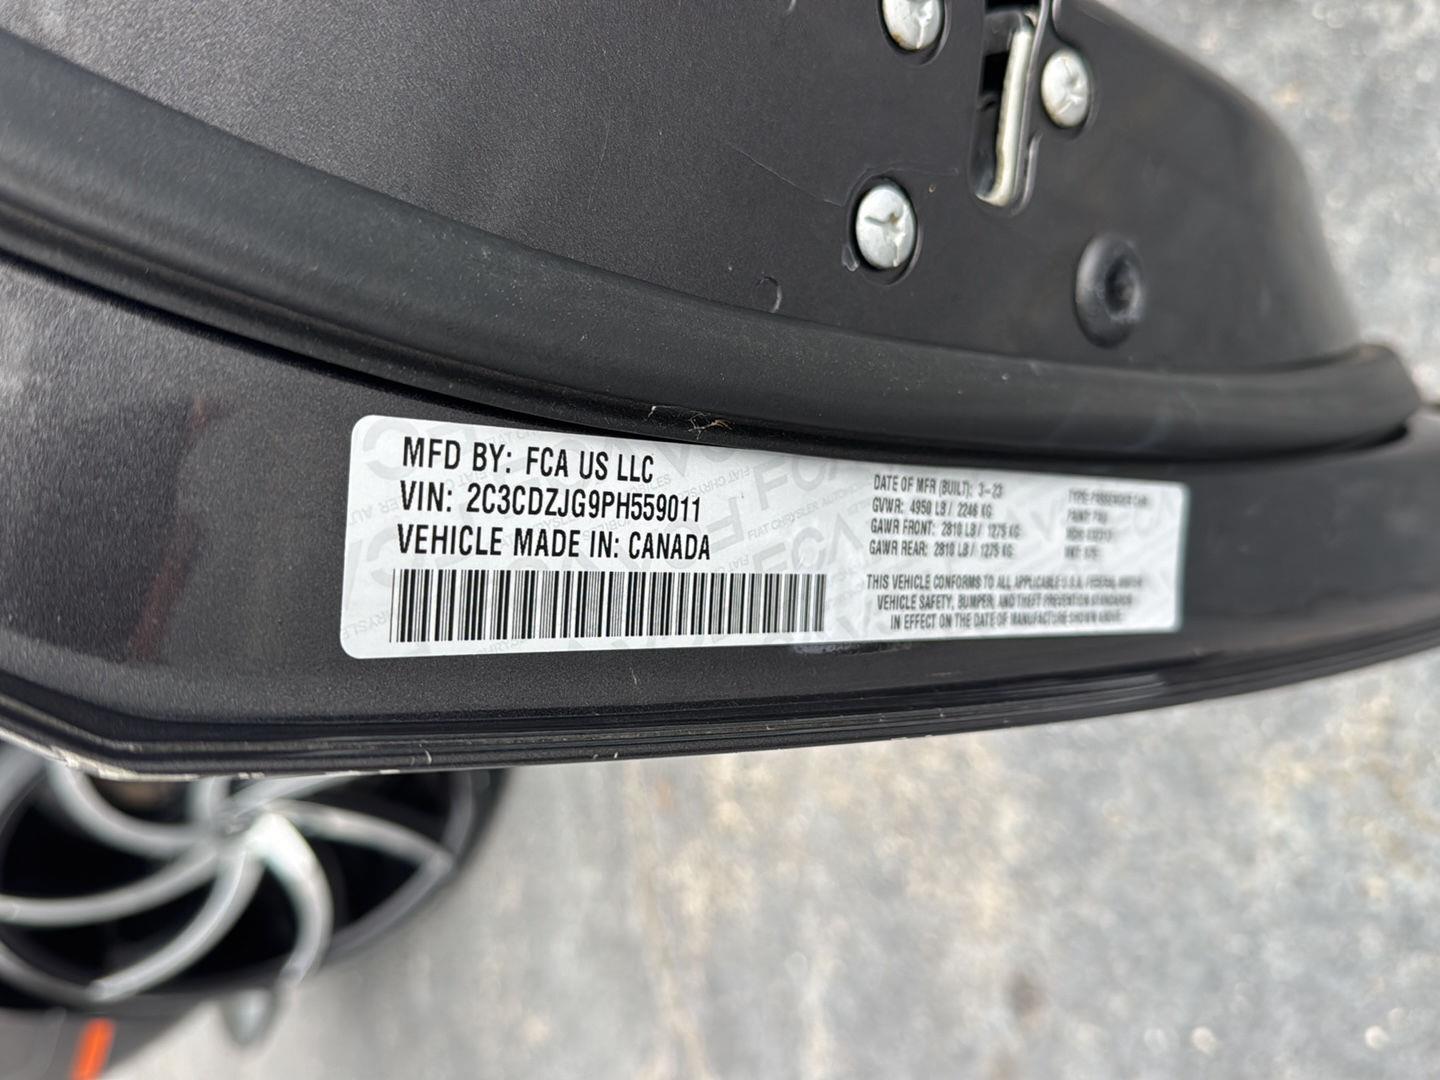 MFD BY: FCA US LLC
VIN: 2C3CDZJG9PH559011
VEHICLE MADE IN: CANADA
DATE OF MFR (BUILT): 3-23
GVWR: 4950 LB / 2246 KG
GAWR FRONT: 2810 LB / 1275 KG
GAWR REAR: 2810 LB / 1275 KG
TYPE: PASSENGER CAR
THIS VEHICLE CONFORMS TO ALL APPLICABLE U.S.A. FEDERAL MOTOR
VEHICLE SAFETY, BUMPER, AND THEFT PREVENTION STANDARDS
IN EFFECT ON THE DATE OF MANUFACTURE SHOWN ABOVE.